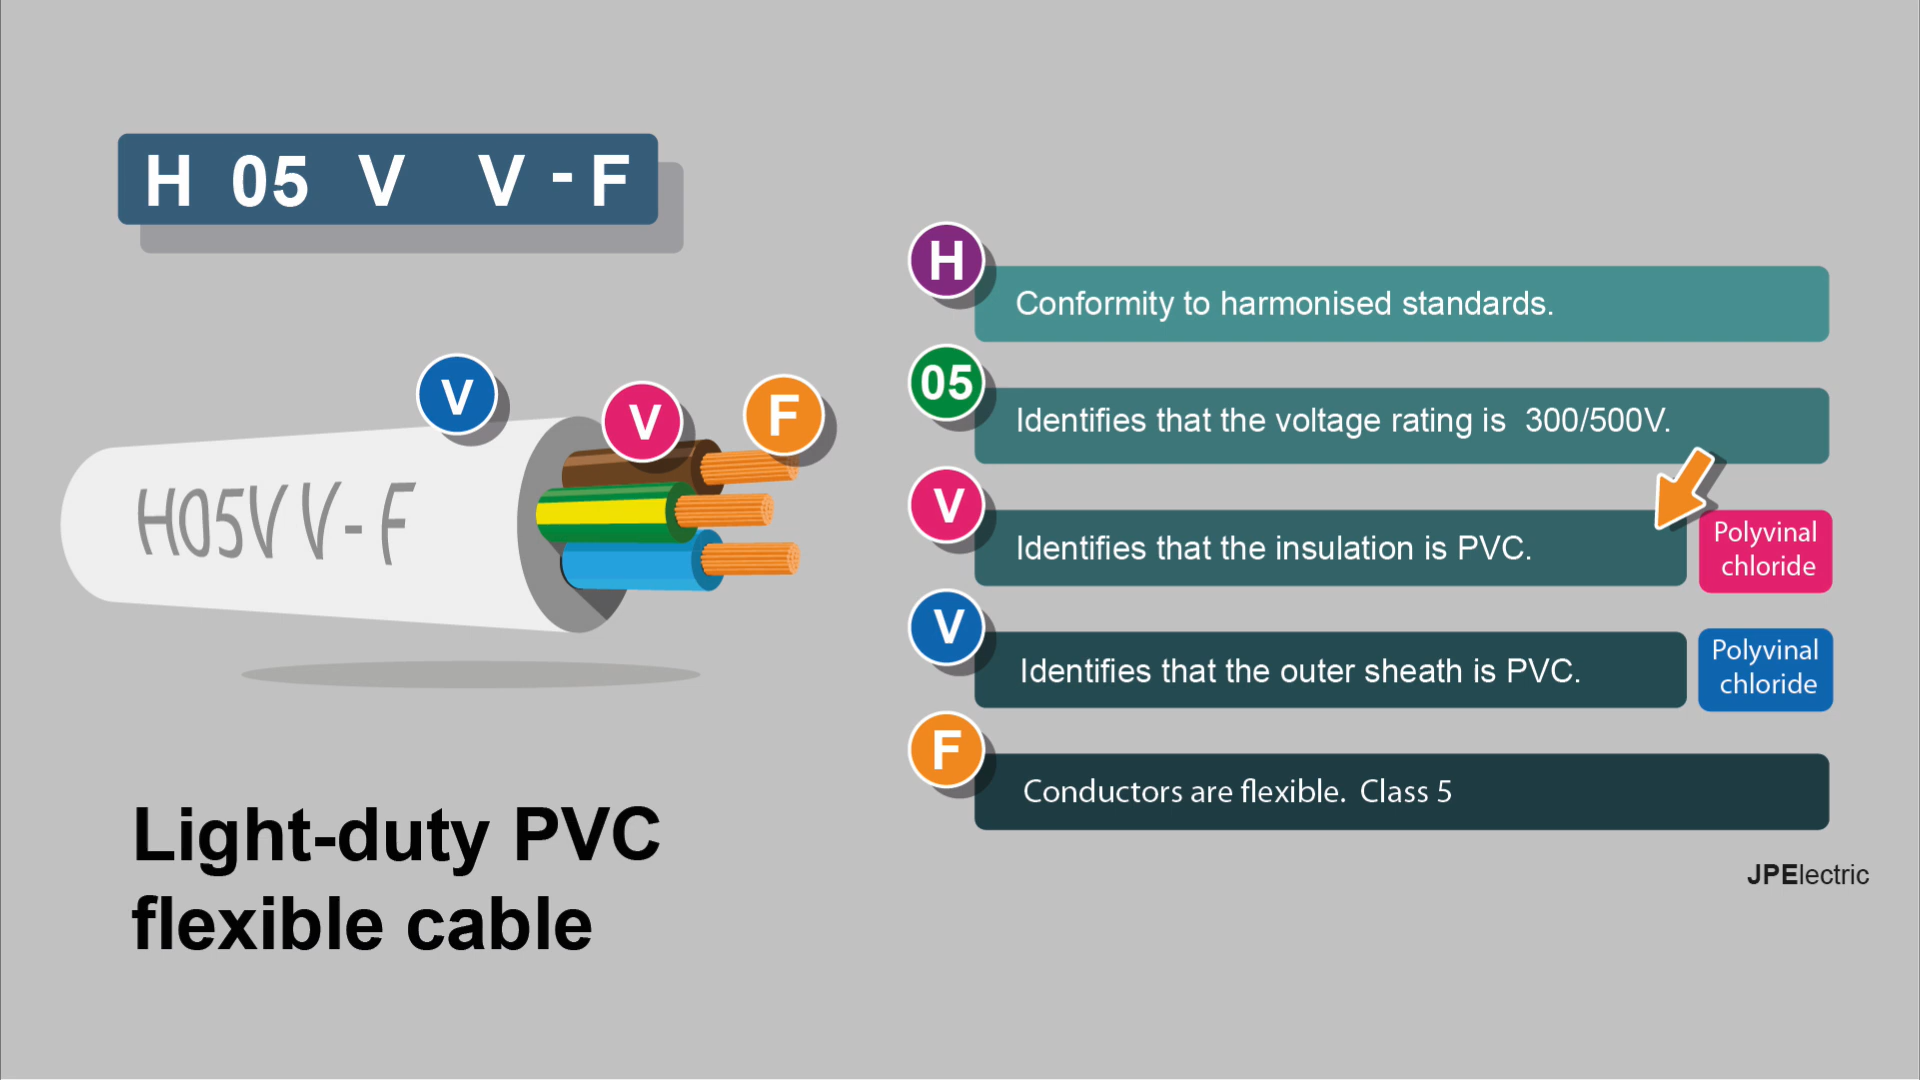 H 05 V V - F
H
Conformity to harmonised standards.
05
Identifies that the voltage rating is 300/500V.
V
Identifies that the insulation is PVC.
Polyvinal
chloride
V
Identifies that the outer sheath is PVC.
Polyvinal
chloride
F
Conductors are flexible. Class 5
V
V
F
H05V V - F
Light-duty PVC
flexible cable
JPElectric